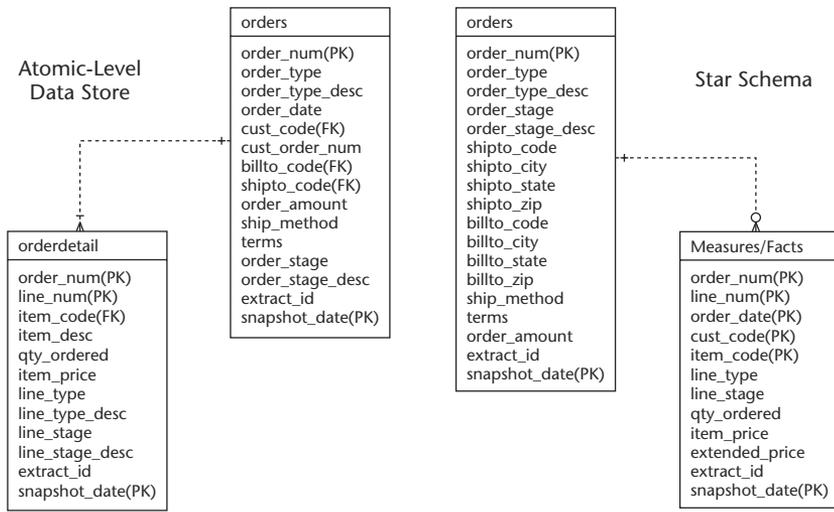 Atomic-Level
Data Store
orders
order_num(PK)
order_type
order_type_desc
order_date
cust_code(FK)
cust_order_num
billto_code(FK)
shipto_code(FK)
order_amount
ship_method
terms
order_stage
order_stage_desc
extract_id
snapshot_date(PK)
orderdetail
order_num(PK)
line_num(PK)
item_code(FK)
item_desc
qty_ordered
item_price
line_type
line_type_desc
line_stage
line_stage_desc
extract_id
snapshot_date(PK)
Star Schema
orders
order_num(PK)
order_type
order_type_desc
order_stage
order_stage_desc
shipto_code
shipto_city
shipto_state
shipto_zip
billto_code
billto_city
billto_state
billto_zip
ship_method
terms
order_amount
extract_id
snapshot_date(PK)
Measures/Facts
order_num(PK)
line_num(PK)
order_date(PK)
cust_code(PK)
item_code(PK)
line_type
line_stage
qty_ordered
item_price
extended_price
extract_id
snapshot_date(PK)